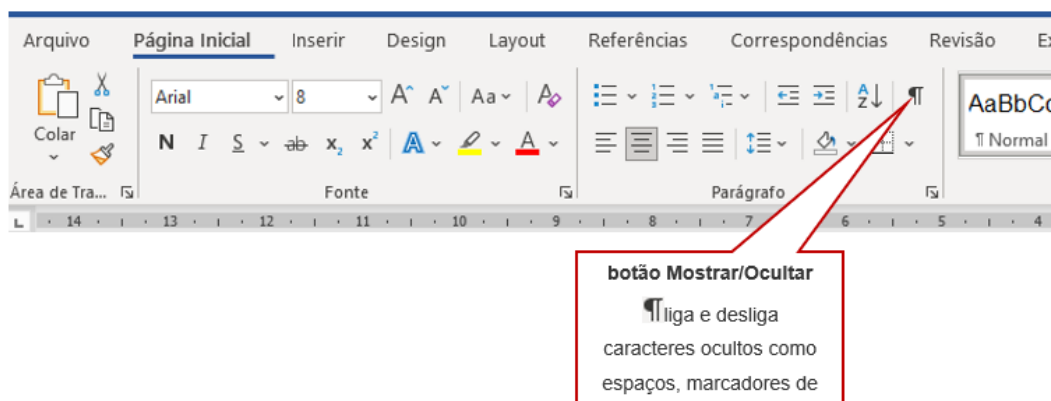 Arquivo Página Inicial Inserir Design Layout Referências Correspondências Revisão
Arial 8 A A Aa A AaBbCc
Colar N I S ab x₂ x² A A ¶ Normal
Área de Tra... Fonte Parágrafo
14 13 12 11 10 9 8 7 6 5 4
botão Mostrar/Ocultar
¶ liga e desliga
caracteres ocultos como
espaços, marcadores de